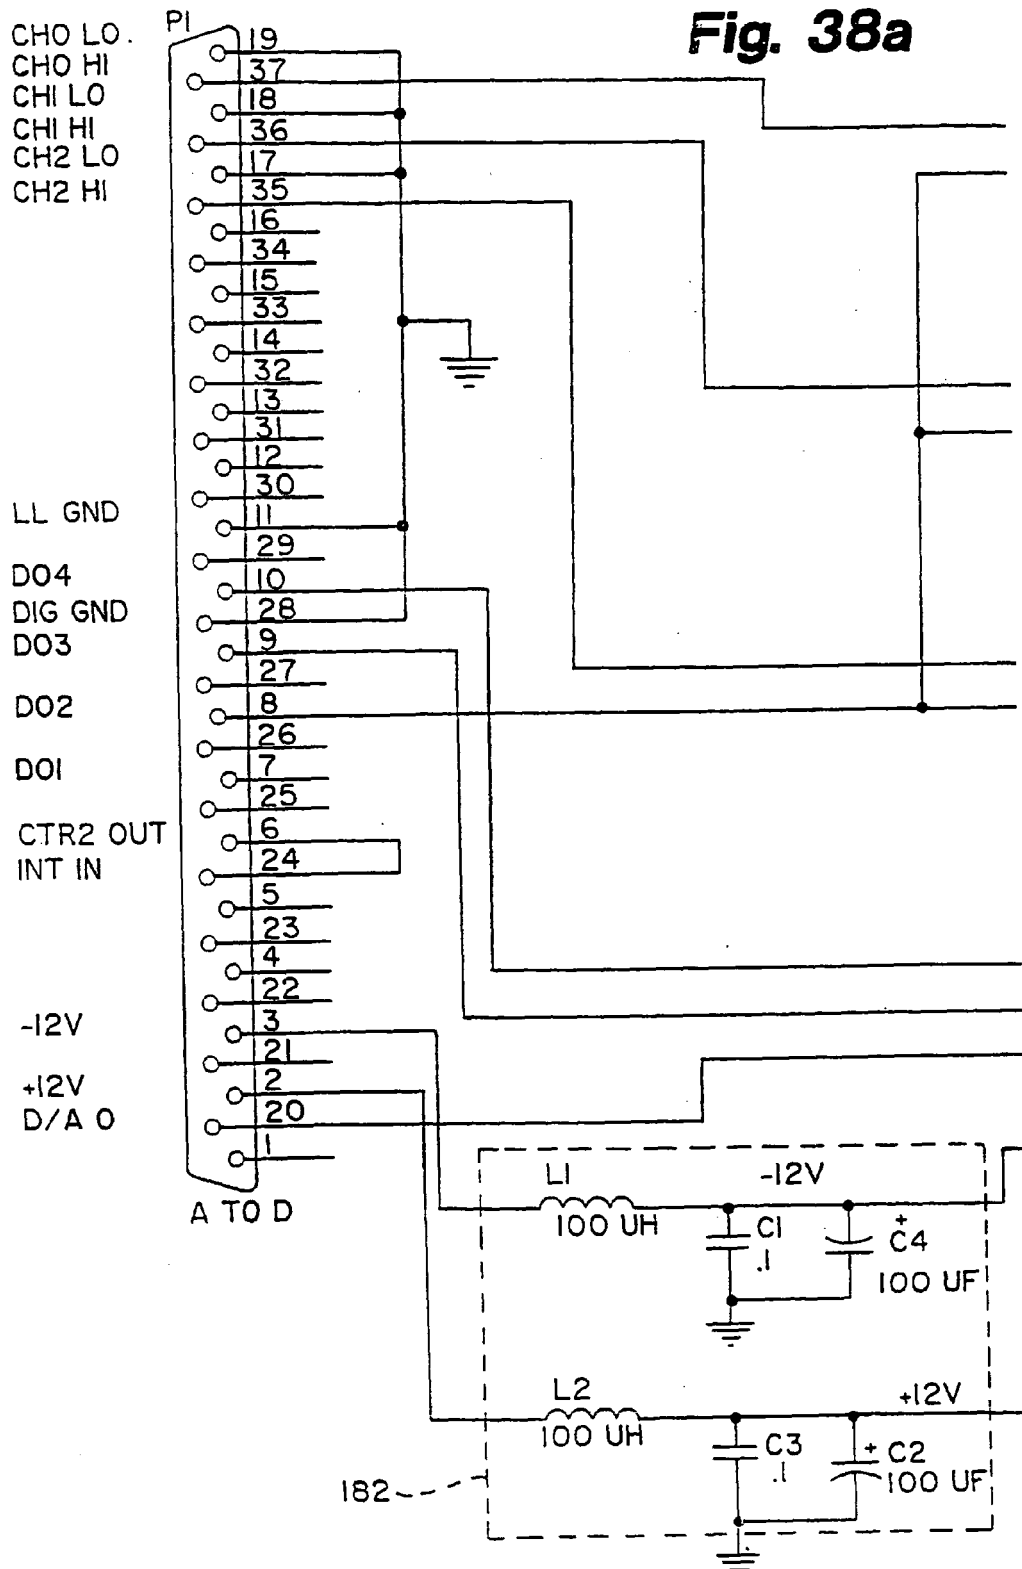 Fig. 38a
P1
CH0 LO.
CH0 HI
CH1 LO
CH1 HI
CH2 LO
CH2 HI
LL GND
DO4
DIG GND
DO3
DO2
DO1
CTR2 OUT
INT IN
-12V
+12V
D/A 0
19
37
18
36
17
35
16
34
15
33
14
32
13
31
12
30
11
29
10
28
9
27
8
26
7
25
6
24
5
23
4
22
3
21
2
20
1
A TO D
L1
100 UH
-12V
C1
.1
+
C4
100 UF
L2
100 UH
+12V
C3
.1
+ C2
100 UF
182